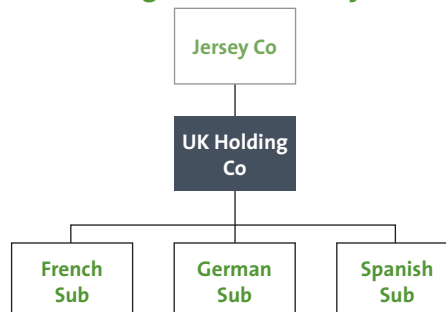 Jersey Co
UK Holding
Co
French
Sub
German
Sub
Spanish
Sub